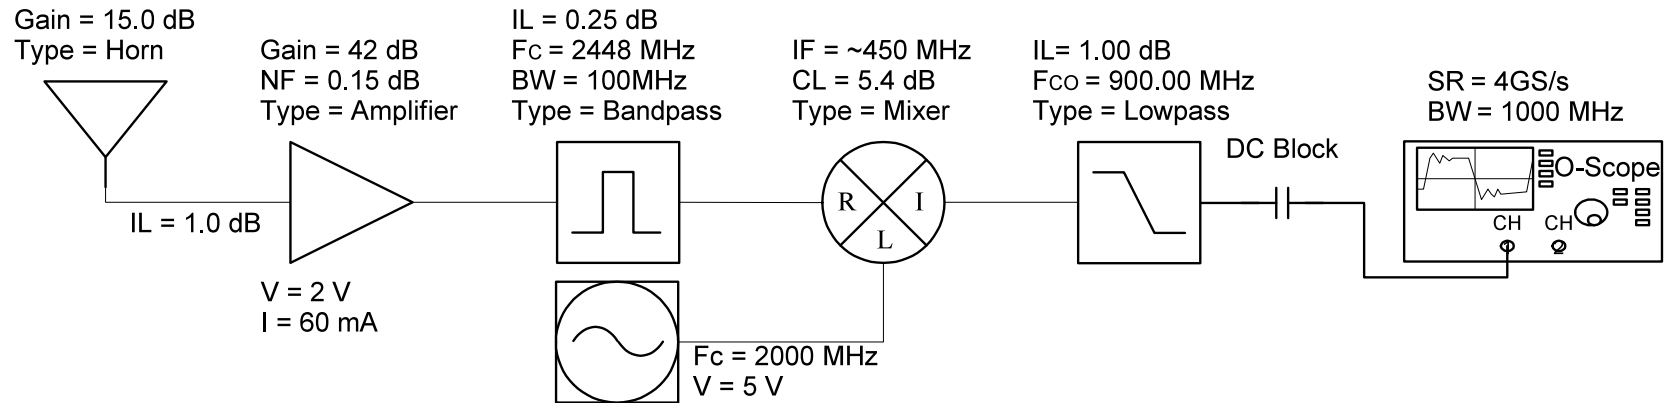 Gain = 15.0 dB
Type = Horn
IL = 1.0 dB
Gain = 42 dB
NF = 0.15 dB
Type = Amplifier
V = 2 V
I = 60 mA
IL = 0.25 dB
Fc = 2448 MHz
BW = 100MHz
Type = Bandpass
Fc = 2000 MHz
V = 5 V
IF = ~450 MHz
CL = 5.4 dB
Type = Mixer
R
I
L
IL= 1.00 dB
Fco = 900.00 MHz
Type = Lowpass
DC Block
SR = 4GS/s
BW = 1000 MHz
O-Scope
CH CH
1 2